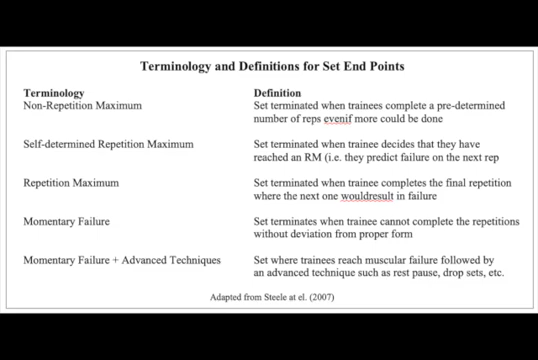 Terminology and Definitions for Set End Points
Terminology Definition
Non-Repetition Maximum Set terminated when trainees complete a pre-determined
number of reps evenif more could be done
Self-determined Repetition Maximum Set terminated when trainee decides that they have
reached an RM (i.e. they predict failure on the next rep
Repetition Maximum Set terminated when trainee completes the final repetition
where the next one wouldresult in failure
Momentary Failure Set terminates when trainee cannot complete the repetitions
without deviation from proper form
Momentary Failure + Advanced Techniques Set where trainees reach muscular failure followed by
an advanced technique such as rest pause, drop sets, etc.
Adapted from Steele at el. (2007)